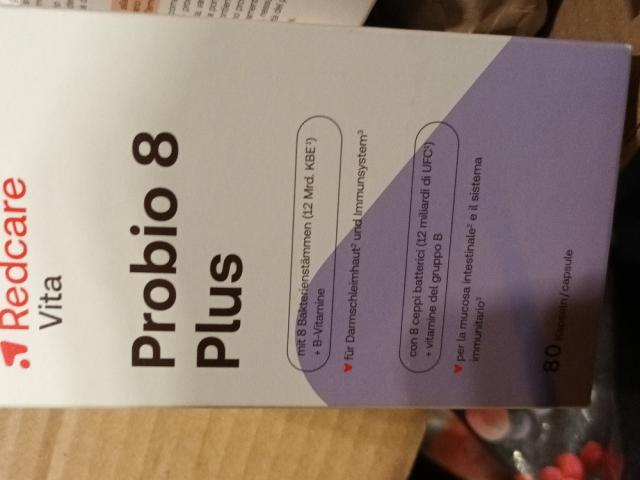 Redcare
Vita
Probio 8
Plus
mit 8 Bakterienstämmen (12 Mrd. KBE¹)
+ B-Vitamine
für Darmschleimhaut² und Immunsystem³
con 8 ceppi batterici (12 miliardi di UFC¹)
+ vitamine del gruppo B
per la mucosa intestinale² e il sistema
immunitario³
80 Kapseln/capsule